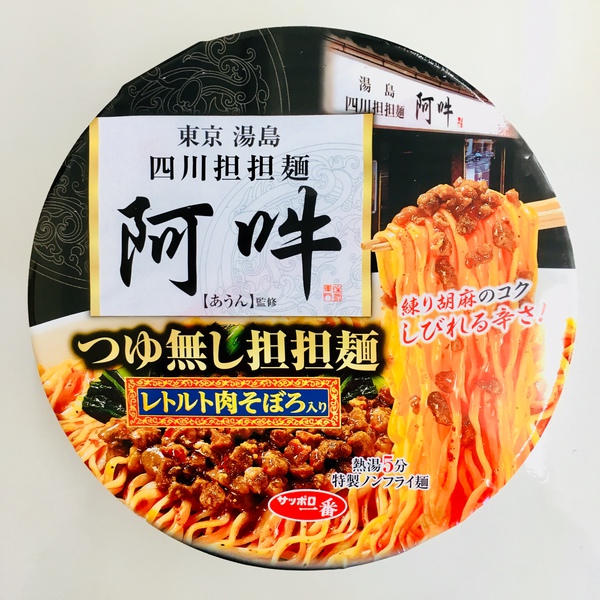 湯島
四川担担麺 阿吽
東京 湯島
四川担担麺
阿吽
【あうん】監修
練り胡麻のコク
しびれる辛さ!
つゆ無し担担麺
レトルト肉そぼろ入り
熱湯5分
特製ノンフライ麺
サッポロ
一番